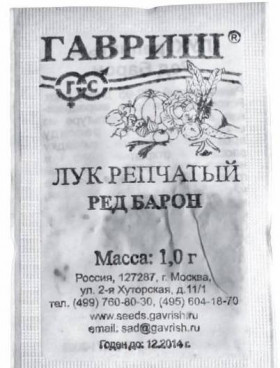 ГАВРИШ®
Г С
ЛУК РЕПЧАТЫЙ
РЕД БАРОН
Масса: 1,0 г
Россия, 127287, г. Москва,
ул. 2-я Хуторская, д.11/1
тел. (499) 760-80-30, (495) 604-18-70
www.seeds.gavrish.ru
email: sad@gavrish.ru
Годен до: 12.2014 г.